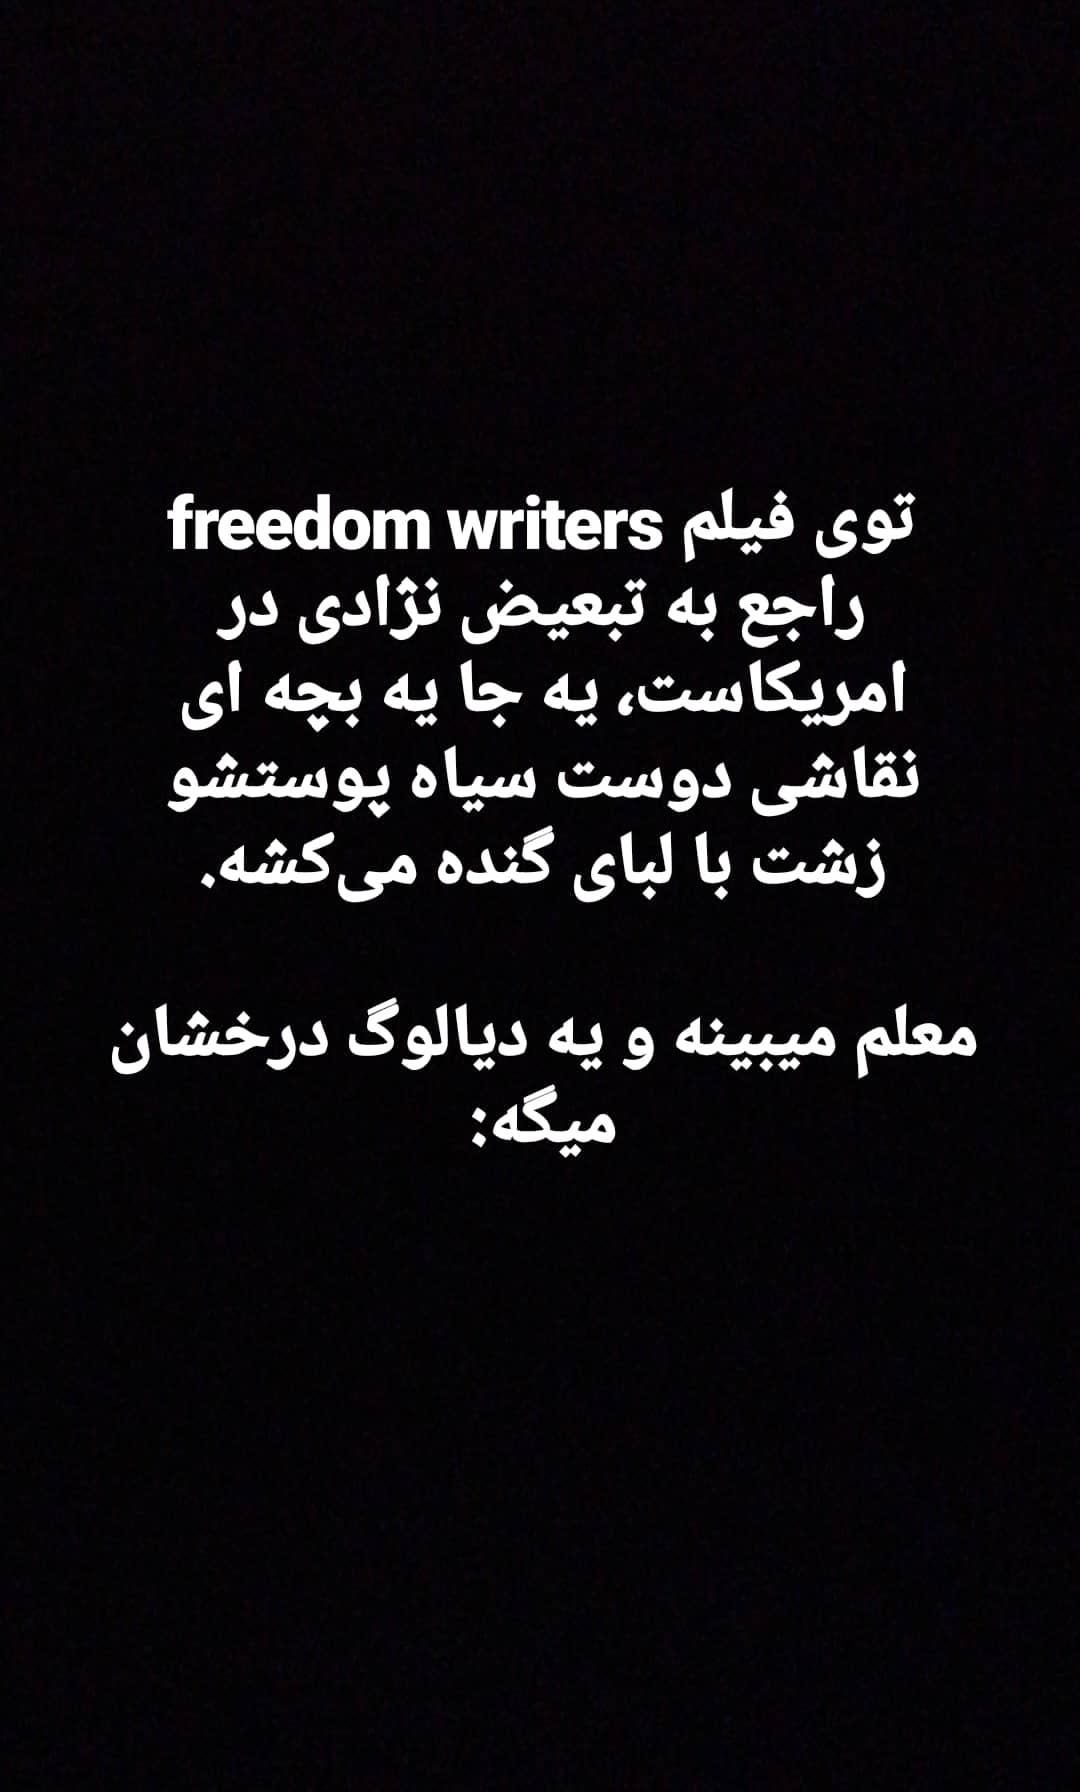 توی فیلم freedom writers
راجع به تبعیض نژادی در
امریکاست، یه جا یه بچه ای
نقاشی دوست سیاه پوستشو
زشت با لبای گنده می‌کشه.
معلم میبینه و یه دیالوگ درخشان
میگه: